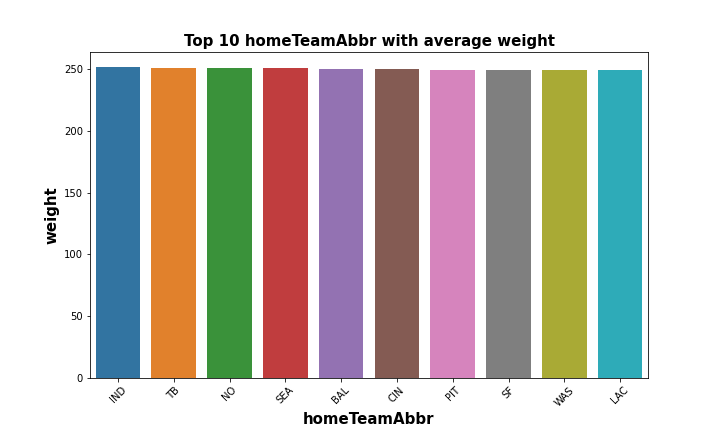 Top 10 homeTeamAbbr with average weight
weight
250
200
150
100
50
0
IND TB NO SEA BAL CIN PIT SF WAS LAC
homeTeamAbbr